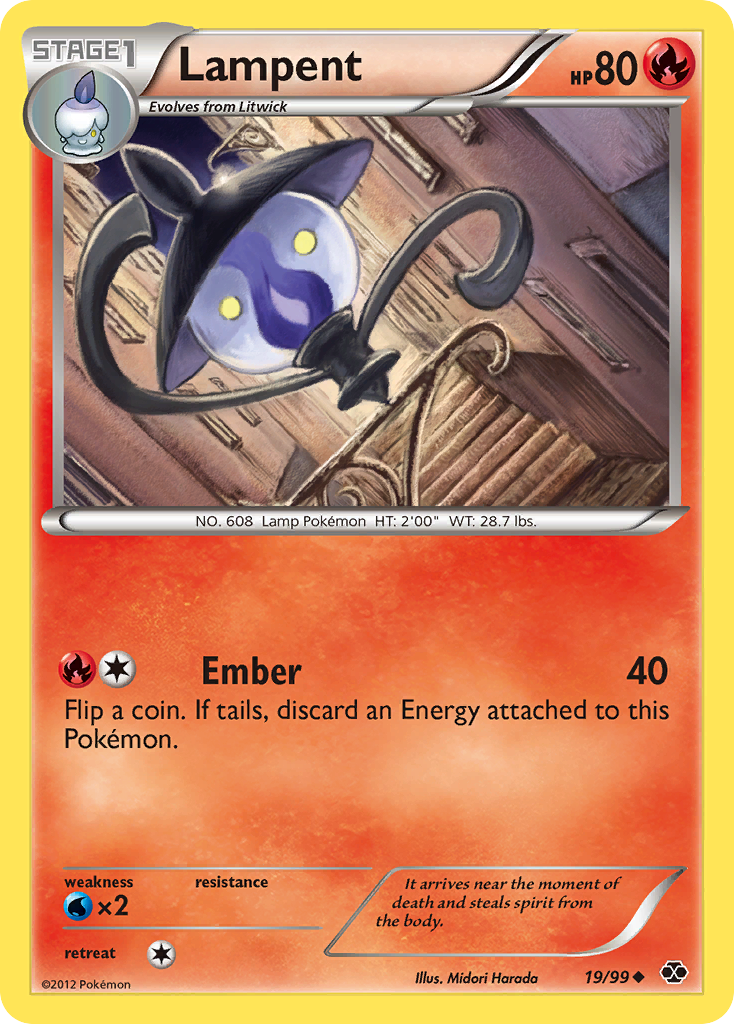 STAGE1
Lampent
HP80
Evolves from Litwick
NO. 608 Lamp Pokémon HT: 2'00" WT: 28.7 lbs.
Ember 40
Flip a coin. If tails, discard an Energy attached to this
Pokémon.
weakness resistance
×2
retreat
It arrives near the moment of
death and steals spirit from
the body.
©2012 Pokémon
Illus. Midori Harada
19/99